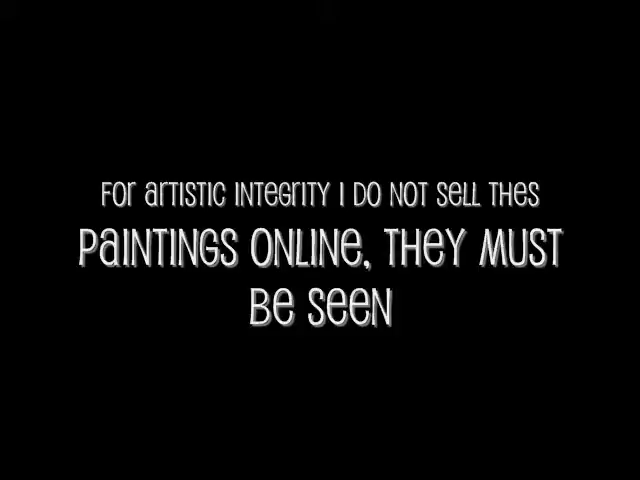 For artistic integrity I do not sell thes
paintings online, they must
be seen